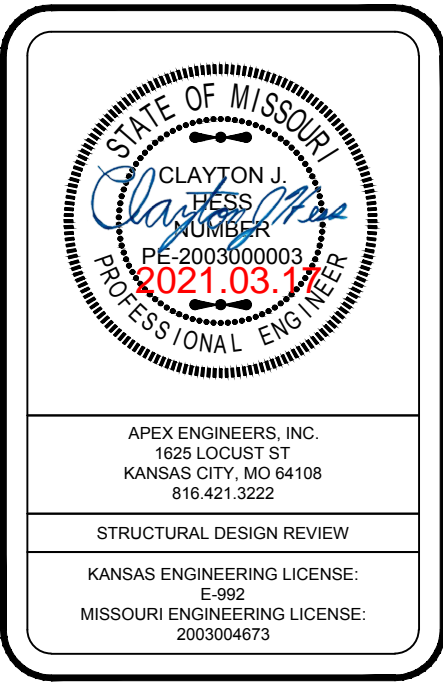 STATE OF MISSOURI
CLAYTON J.
HESS
Clayton J Hess
NUMBER
PE-2003000003
2021.03.17
PROFESSIONAL ENGINEER
APEX ENGINEERS, INC.
1625 LOCUST ST
KANSAS CITY, MO 64108
816.421.3222
STRUCTURAL DESIGN REVIEW
KANSAS ENGINEERING LICENSE:
E-992
MISSOURI ENGINEERING LICENSE:
2003004673